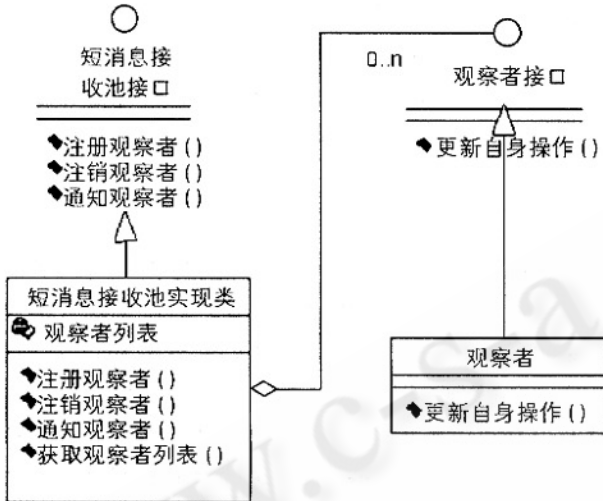 短消息接
收池接口
注册观察者()
注销观察者()
通知观察者()
0..n
观察者接口
更新自身操作()
短消息接收池实现类
观察者列表
注册观察者()
注销观察者()
通知观察者()
获取观察者列表()
观察者
更新自身操作()